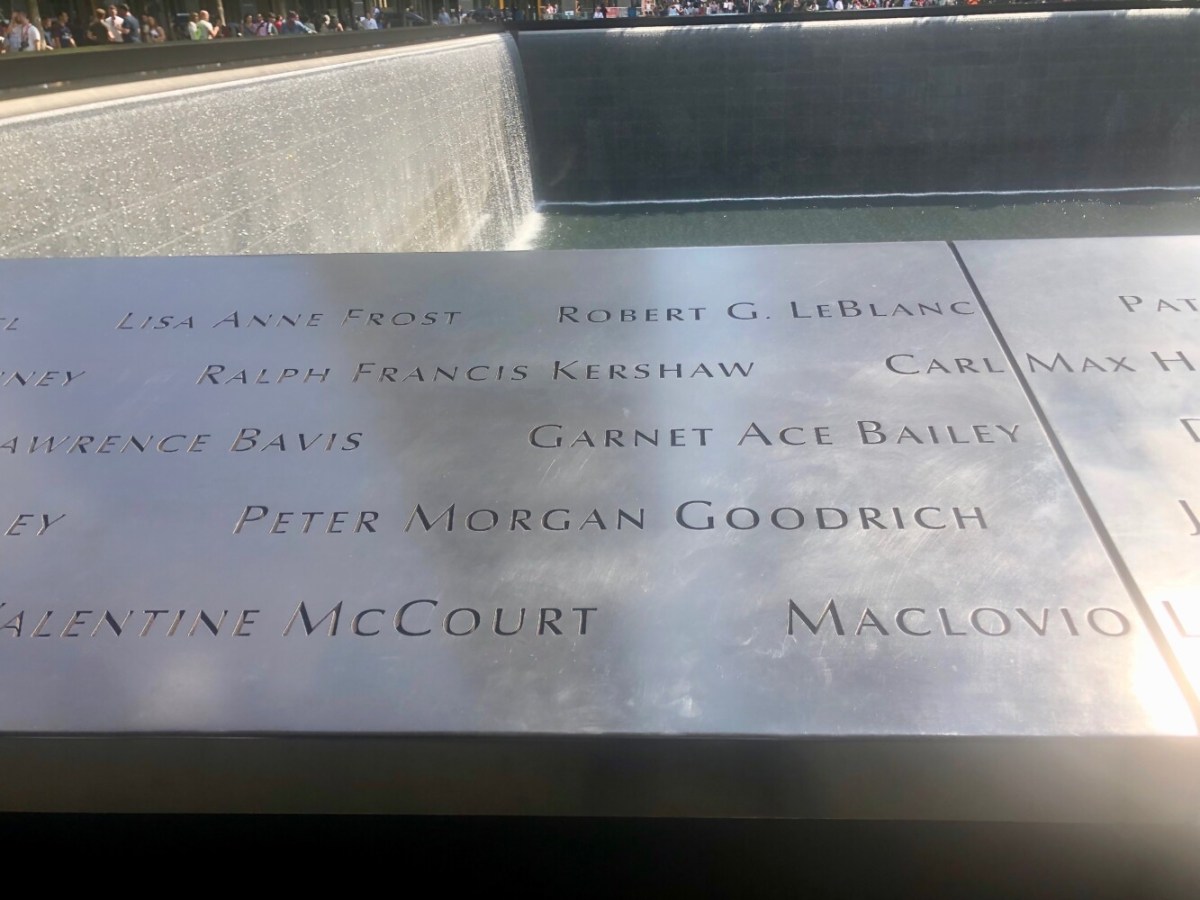 LISA ANNE FROST ROBERT G. LEBLANC
RALPH FRANCIS KERSHAW CARL MAX
BAVIS GARNET ACE BAILEY
PETER MORGAN GOODRICH
MCCOURT MACLOVIO